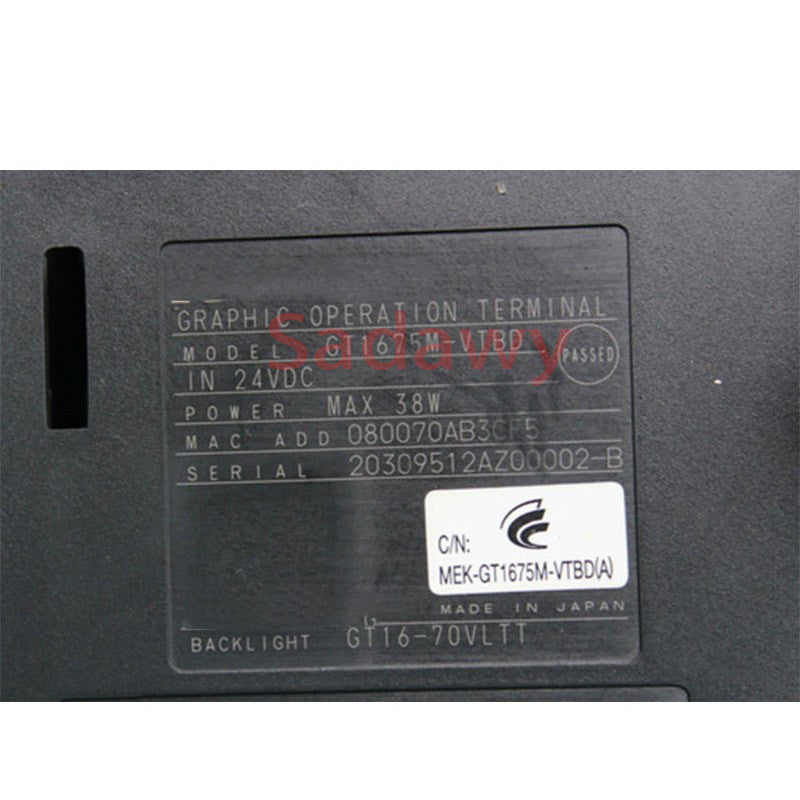 GRAPHIC OPERATION TERMINAL
MODEL GT1675M-VTBD
PASSED
IN 24VDC
POWER MAX 38W
MAC ADD 080070AB3CF5
SERIAL 20309512AZ00002-B
Sadawy
C/N:
MEK-GT1675M-VTBD(A)
MADE IN JAPAN
BACKLIGHT GT16-70VLTT